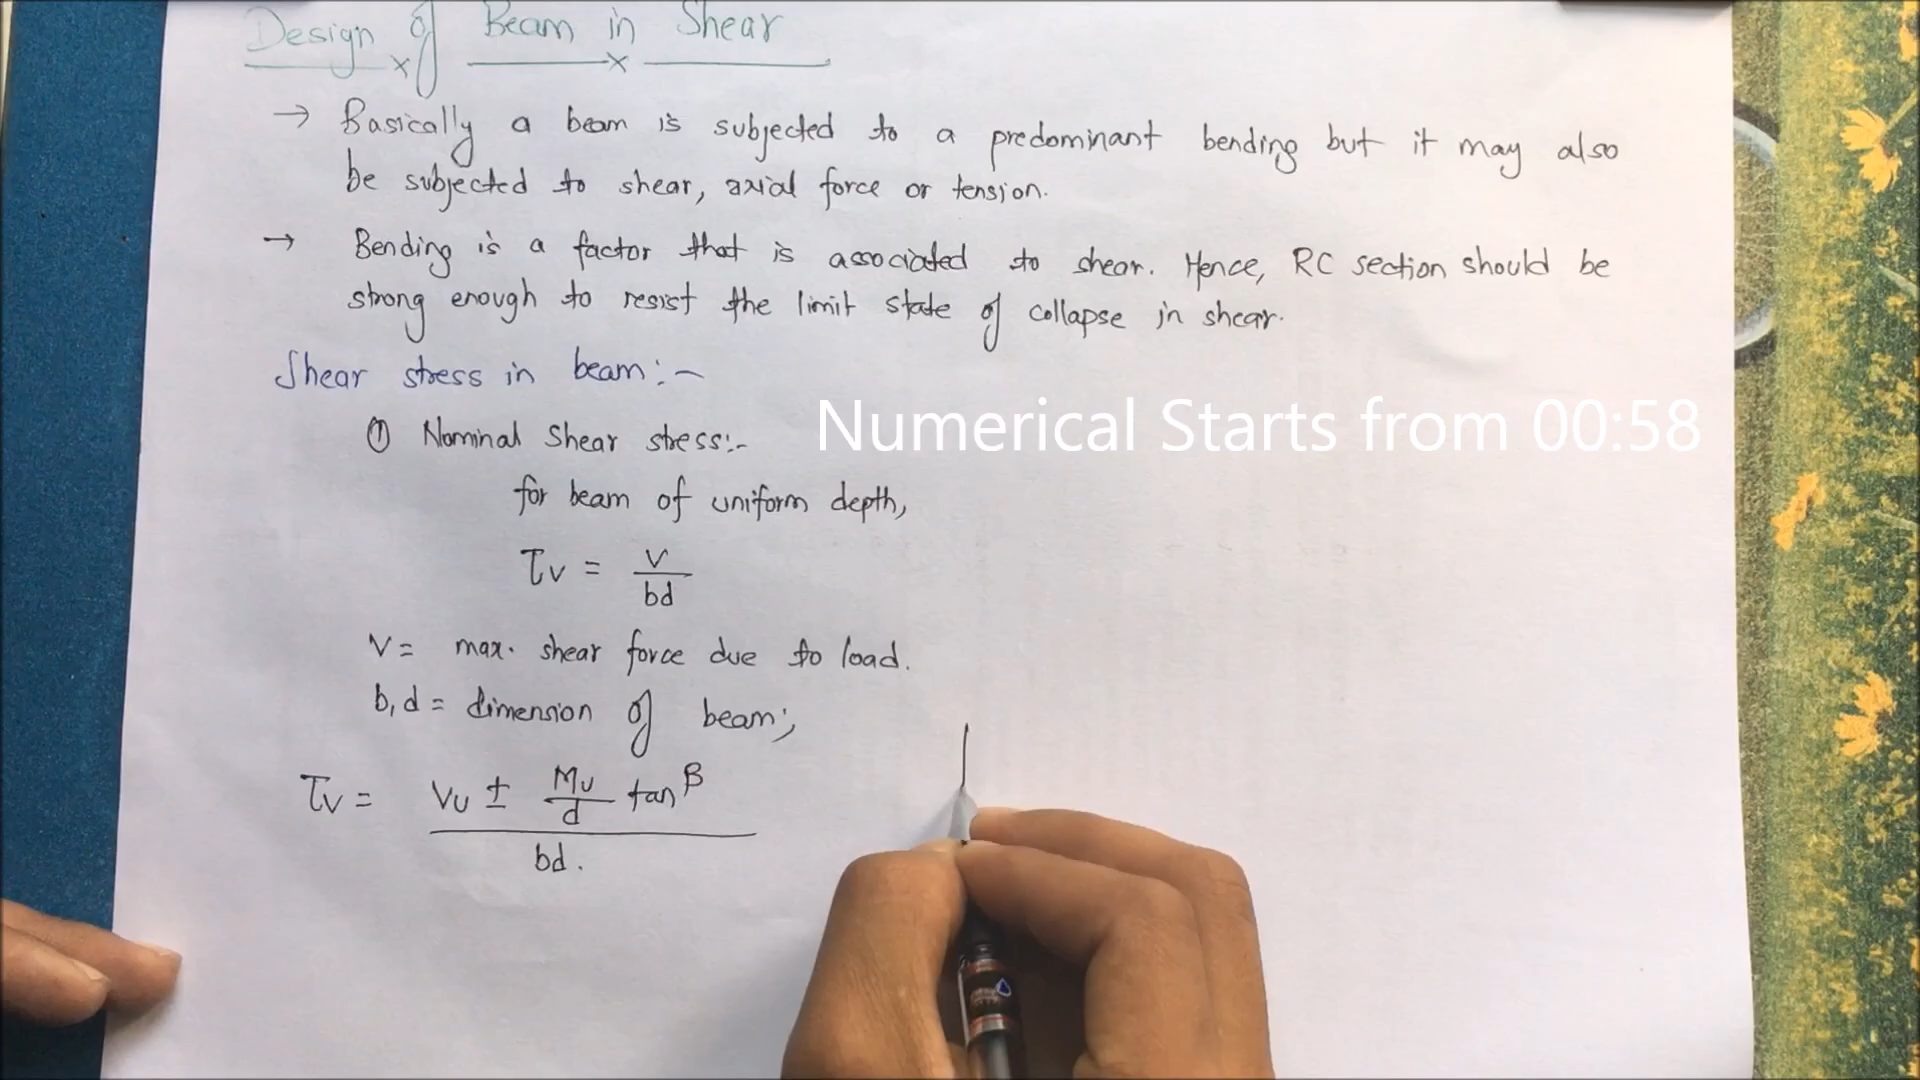 Design of Beam in Shear
→ Basically a beam is subjected to a predominant bending but it may also
be subjected to shear, axial force or tension.
→ Bending is a factor that is associated to shear. Hence, RC section should be
strong enough to resist the limit state of collapse in shear.
Shear stress in beam:-
① Nominal Shear stress:-
Numerical Starts from 00:58
for beam of uniform depth,
τv = V / bd
V = max. shear force due to load.
b, d = dimension of beam;
τv = (Vu ± Mu/d tan β) / bd.